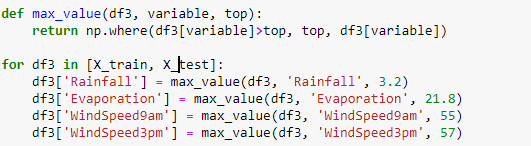 def max_value(df3, variable, top):
    return np.where(df3[variable]>top, top, df3[variable])

for df3 in [X_train, X_test]:
    df3['Rainfall'] = max_value(df3, 'Rainfall', 3.2)
    df3['Evaporation'] = max_value(df3, 'Evaporation', 21.8)
    df3['WindSpeed9am'] = max_value(df3, 'WindSpeed9am', 55)
    df3['WindSpeed3pm'] = max_value(df3, 'WindSpeed3pm', 57)